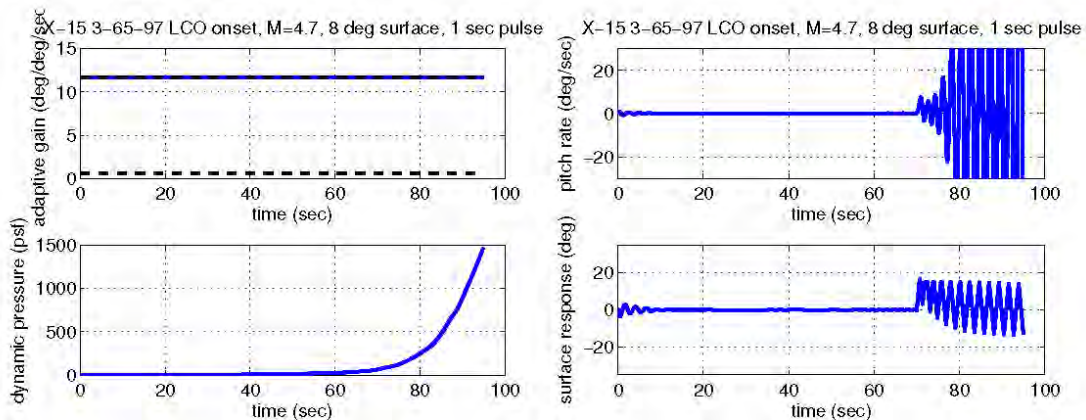 X-15 3-65-97 LCO onset, M=4.7, 8 deg surface, 1 sec pulse
adaptive gain (deg/deg/sec)
15
10
5
0
0 20 40 60 80 100
time (sec)
dynamic pressure (psf)
1500
1000
500
0
0 20 40 60 80 100
time (sec)
X-15 3-65-97 LCO onset, M=4.7, 8 deg surface, 1 sec pulse
pitch rate (deg/sec)
20
0
-20
0 20 40 60 80 100
time (sec)
surface response (deg)
20
0
-20
0 20 40 60 80 100
time (sec)